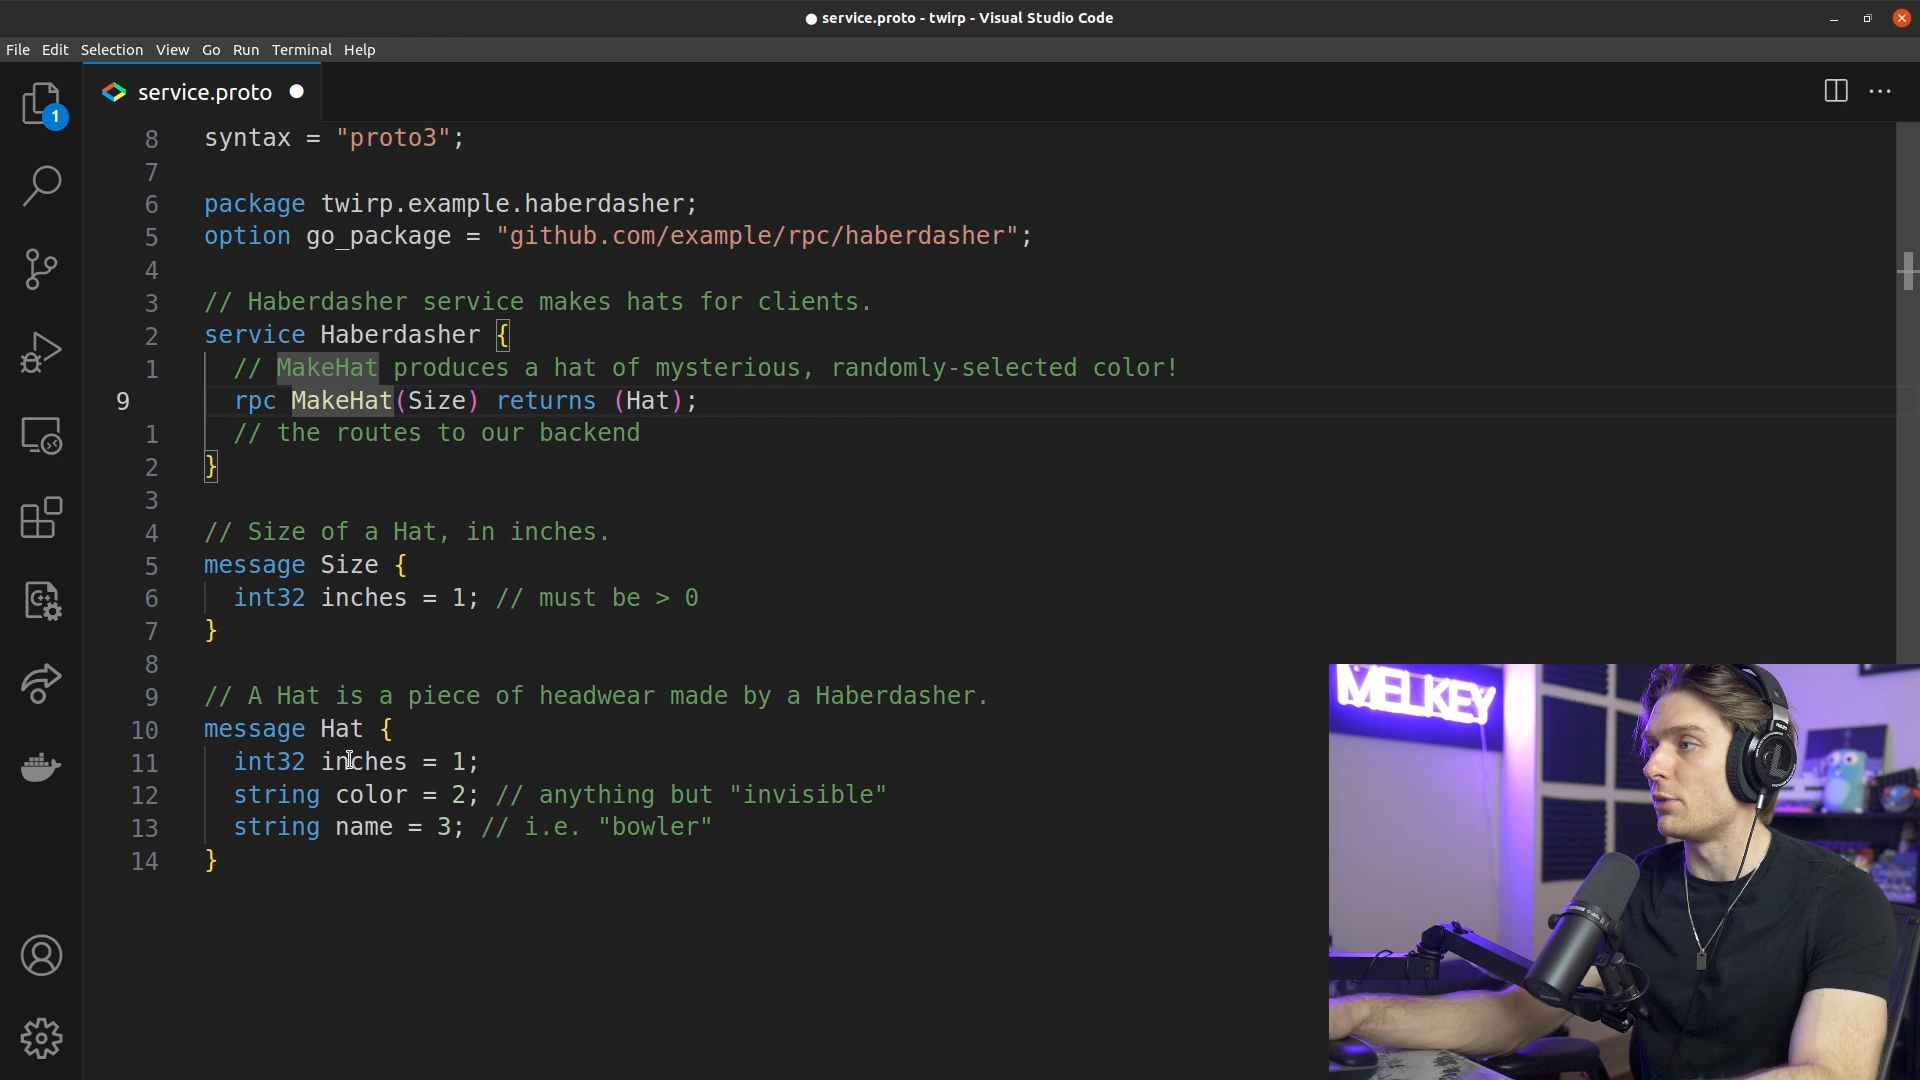 ● service.proto - twirp - Visual Studio Code
File Edit Selection View Go Run Terminal Help
1
service.proto ●
8 syntax = "proto3";
7
6 package twirp.example.haberdasher;
5 option go_package = "github.com/example/rpc/haberdasher";
4
3 // Haberdasher service makes hats for clients.
2 service Haberdasher {
1 // MakeHat produces a hat of mysterious, randomly-selected color!
9 rpc MakeHat(Size) returns (Hat);
1 // the routes to our backend
2 }
3
4 // Size of a Hat, in inches.
5 message Size {
6 int32 inches = 1; // must be > 0
7 }
8
9 // A Hat is a piece of headwear made by a Haberdasher.
10 message Hat {
11 int32 inches = 1;
12 string color = 2; // anything but "invisible"
13 string name = 3; // i.e. "bowler"
14 }
MELKEY